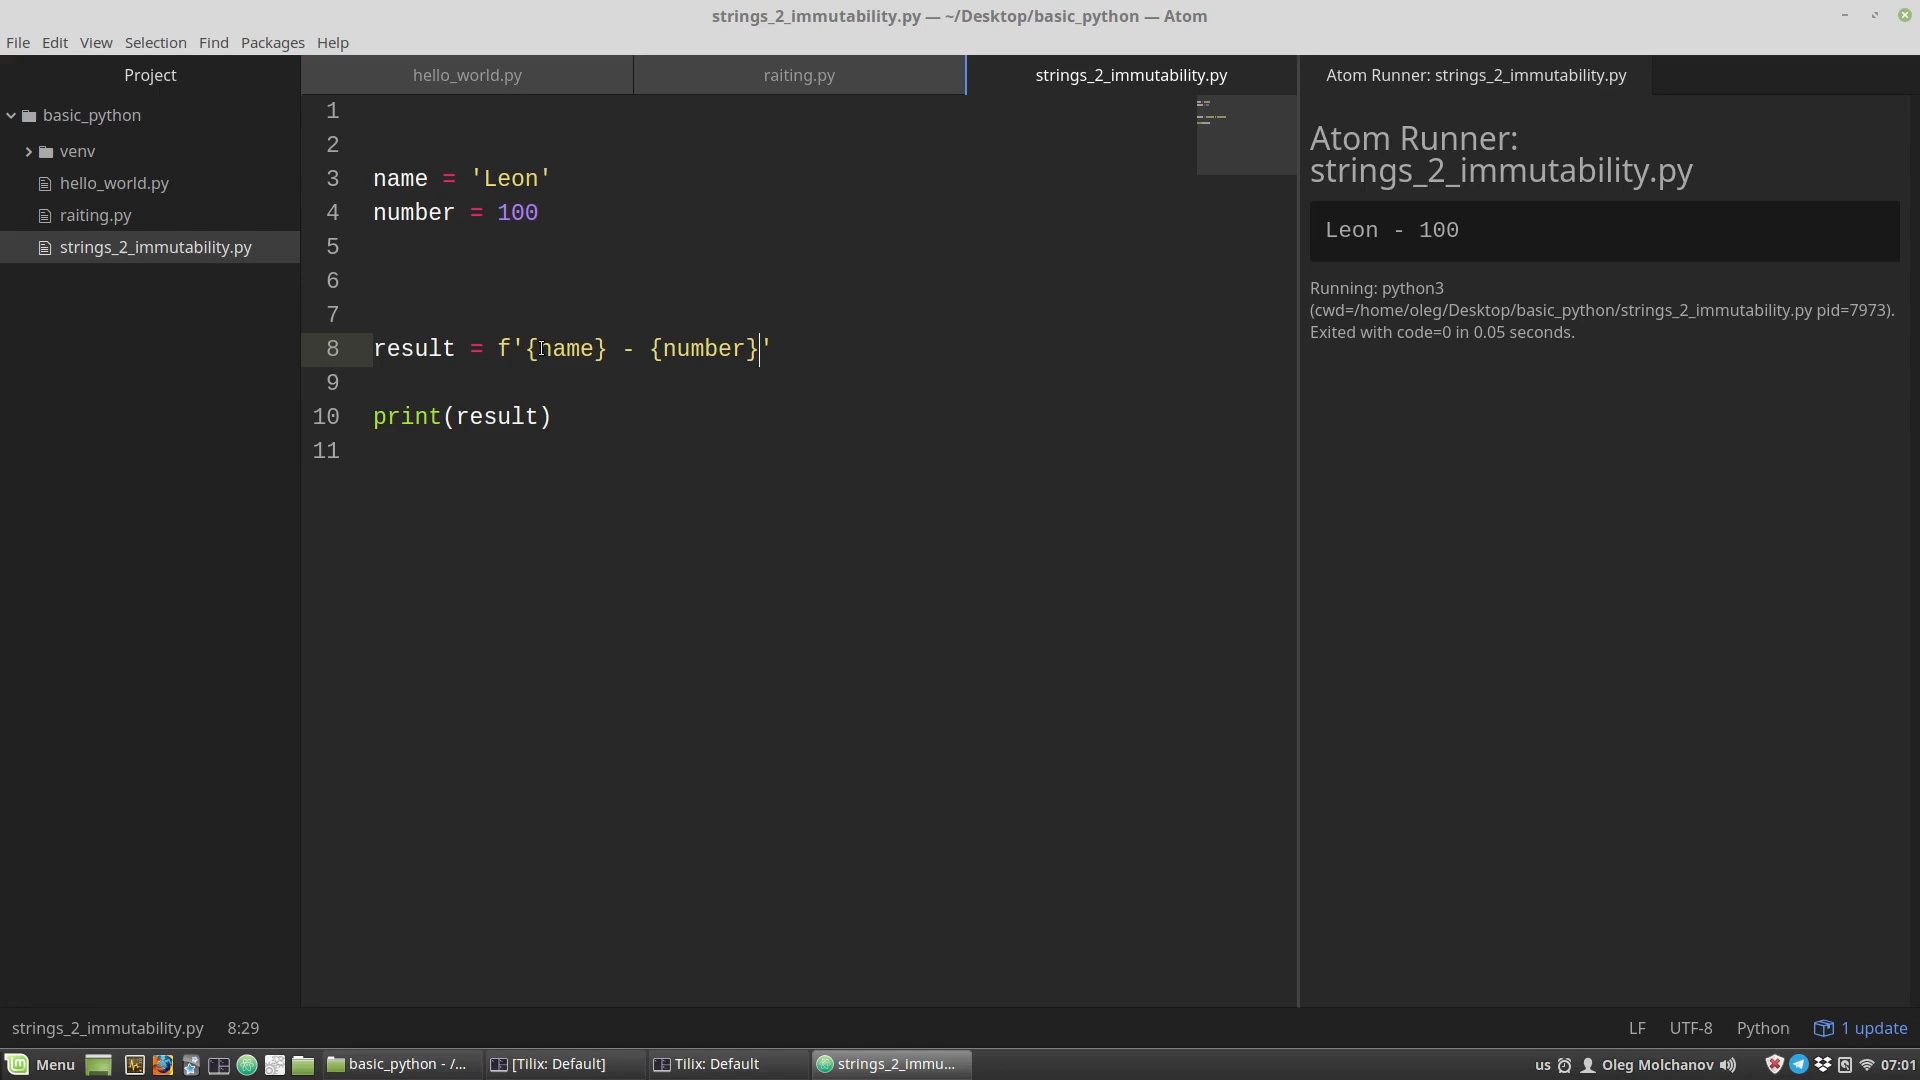 strings_2_immutability.py — ~/Desktop/basic_python — Atom
File Edit View Selection Find Packages Help
Project
basic_python
venv
hello_world.py
raiting.py
strings_2_immutability.py
hello_world.py raiting.py strings_2_immutability.py
1
2
3 name = 'Leon'
4 number = 100
5
6
7
8 result = f'{name} - {number}'
9
10 print(result)
11
Atom Runner: strings_2_immutability.py
Atom Runner:
strings_2_immutability.py
Leon - 100
Running: python3
(cwd=/home/oleg/Desktop/basic_python/strings_2_immutability.py pid=7973).
Exited with code=0 in 0.05 seconds.
strings_2_immutability.py 8:29 LF UTF-8 Python 1 update
Menu basic_python - /... [Tilix: Default] Tilix: Default strings_2_immu... us Oleg Molchanov 07:01